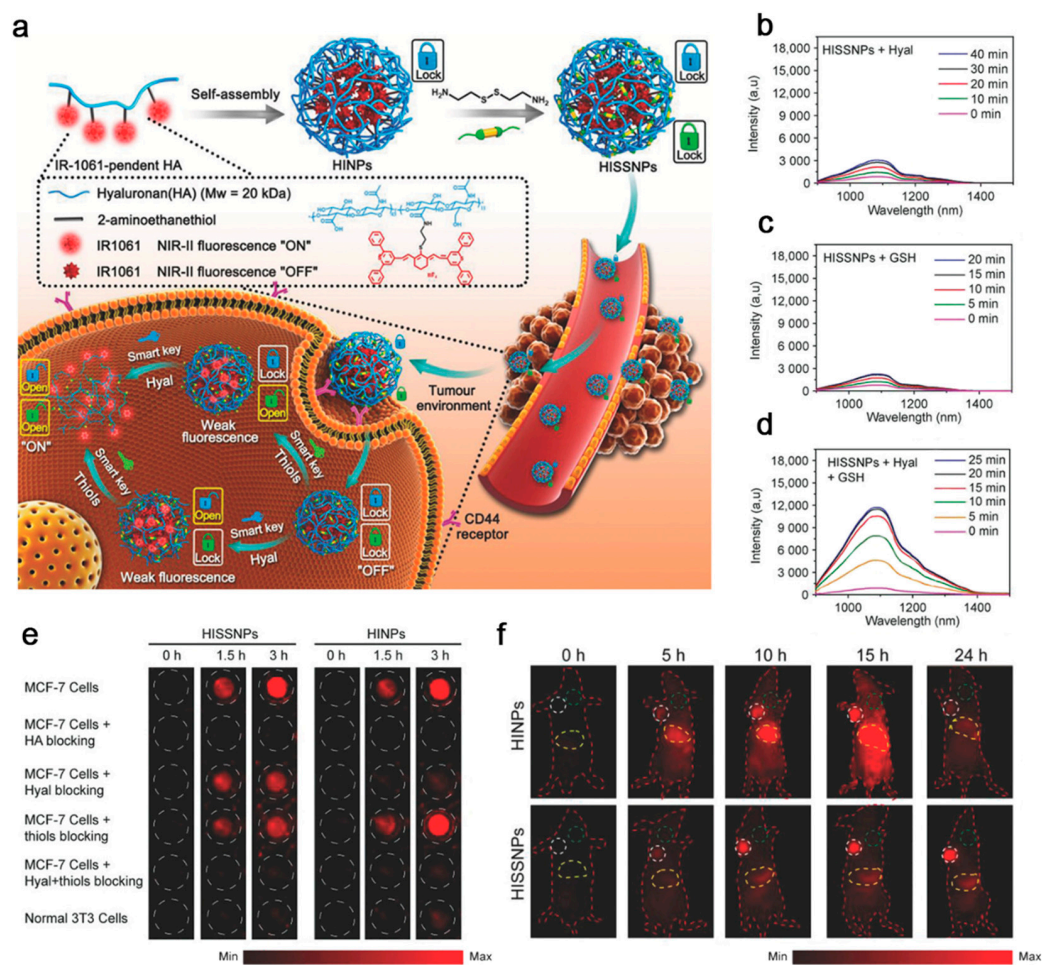 a
Self-assembly
I
Lock
H₂N
S
S
NH₂
I
Lock
I
Lock
IR-1061-pendent HA
HINPs
HISSNPs
Hyaluronan(HA) (Mw = 20 kDa)
2-aminoethanethiol
IR1061 NIR-II fluorescence "ON"
IR1061 NIR-II fluorescence "OFF"
Smart key
Hyal
Lock
Open
Open
Open
"ON"
Weak fluorescence
Tumour
environment
Smart key
Thiols
Smart key
Thiols
Open
Lock
Smart key
Hyal
Lock
Lock
"OFF"
Weak fluorescence
CD44
receptor
b
HISSNPs + Hyal
40 min
30 min
20 min
10 min
0 min
18,000
15,000
12,000
9 000
6 000
3 000
0
Intensity (a,u)
1000 1200 1400
Wavelength (nm)
c
HISSNPs + GSH
20 min
15 min
10 min
5 min
0 min
18,000
15,000
12,000
9 000
6 000
3 000
0
Intensity (a,u)
1000 1200 1400
Wavelength (nm)
d
HISSNPs + Hyal
+ GSH
25 min
20 min
15 min
10 min
5 min
0 min
18,000
15,000
12,000
9 000
6 000
3 000
0
Intensity (a,u)
1000 1200 1400
Wavelength (nm)
e
HISSNPs HINPs
0 h 1.5 h 3 h 0 h 1.5 h 3 h
MCF-7 Cells
MCF-7 Cells +
HA blocking
MCF-7 Cells +
Hyal blocking
MCF-7 Cells +
thiols blocking
MCF-7 Cells +
Hyal+thiols blocking
Normal 3T3 Cells
Min Max
f
0 h 5 h 10 h 15 h 24 h
HINPs
HISSNPs
Min Max